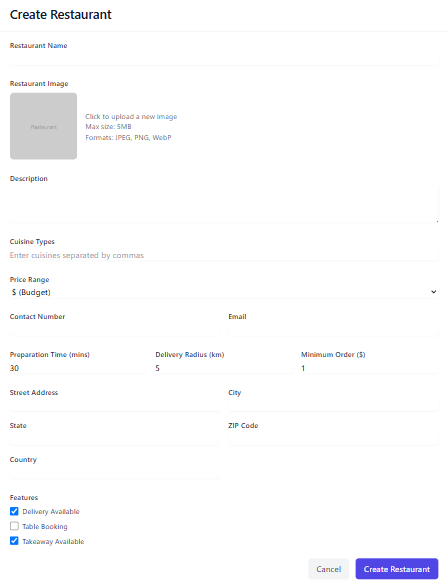 Create Restaurant
Restaurant Name
Restaurant Image
Restaurant
Click to upload a new image
Max size: 5MB
Formats: JPEG, PNG, WebP
Description
Cuisine Types
Enter cuisines separated by commas
Price Range
$ (Budget)
Contact Number Email
Preparation Time (mins) Delivery Radius (km) Minimum Order ($)
30 5 1
Street Address City
State ZIP Code
Country
Features
Delivery Available
Table Booking
Takeaway Available
Cancel Create Restaurant